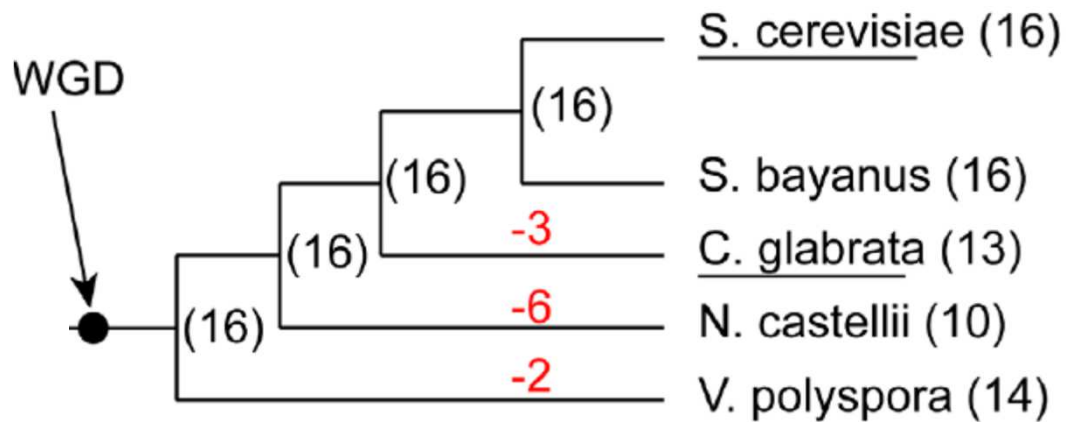 S. cerevisiae (16)
WGD
(16)
(16)
S. bayanus (16)
-3
(16)
C. glabrata (13)
-6
(16)
N. castellii (10)
-2
V. polyspora (14)